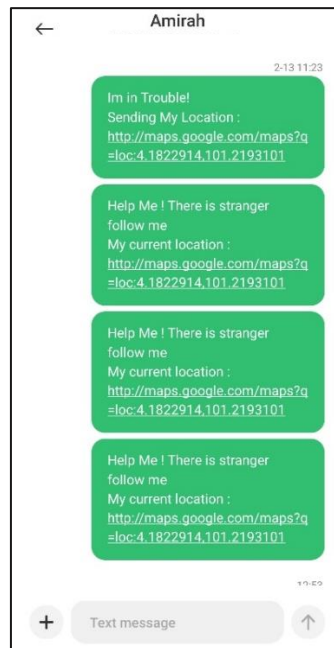 Amirah
2-13 11:23
Im in Trouble!
Sending My Location :
http://maps.google.com/maps?q
=loc:4.1822914,101.2193101
Help Me ! There is stranger
follow me
My current location :
http://maps.google.com/maps?q
=loc:4.1822914,101.2193101
Help Me ! There is stranger
follow me
My current location :
http://maps.google.com/maps?q
=loc:4.1822914,101.2193101
Help Me ! There is stranger
follow me
My current location :
http://maps.google.com/maps?q
=loc:4.1822914,101.2193101
Text message